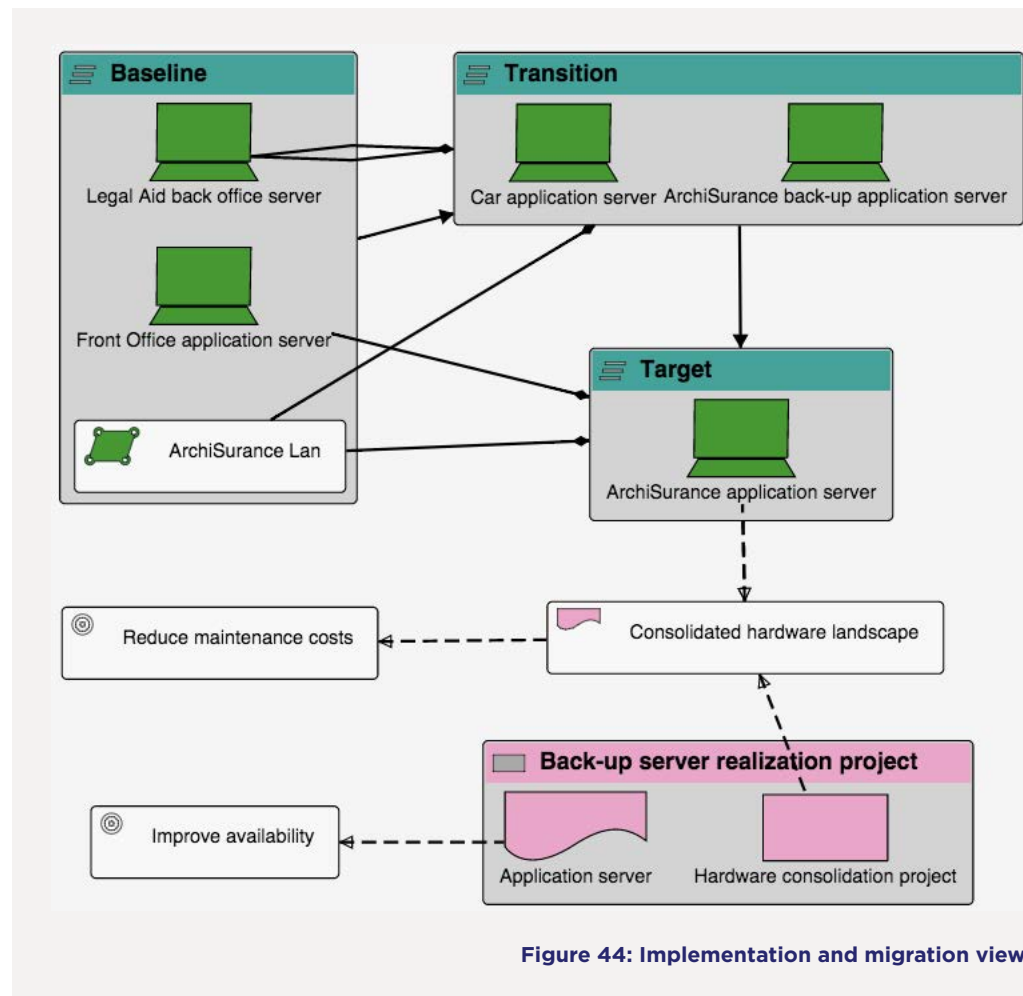 Baseline
Legal Aid back office server
Front Office application server
ArchiSurance Lan
Transition
Car application server
ArchiSurance back-up application server
Target
ArchiSurance application server
Reduce maintenance costs
Consolidated hardware landscape
Back-up server realization project
Improve availability
Application server
Hardware consolidation project
Figure 44: Implementation and migration view